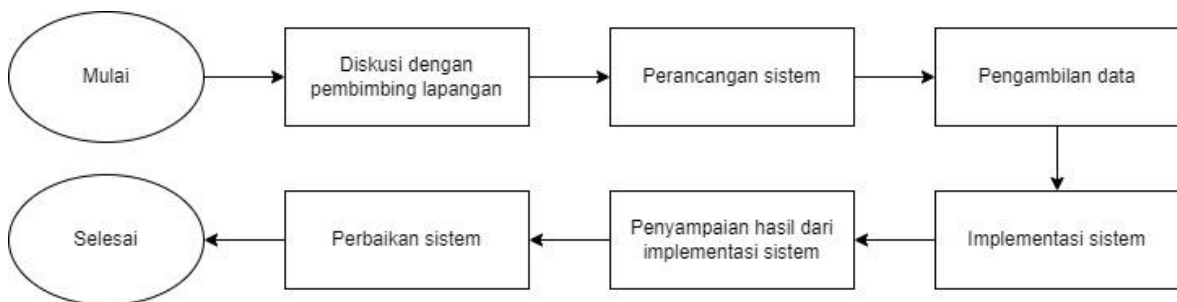 Mulai
Diskusi dengan
pembimbing lapangan
Perancangan sistem
Pengambilan data
Implementasi sistem
Penyampaian hasil dari
implementasi sistem
Perbaikan sistem
Selesai